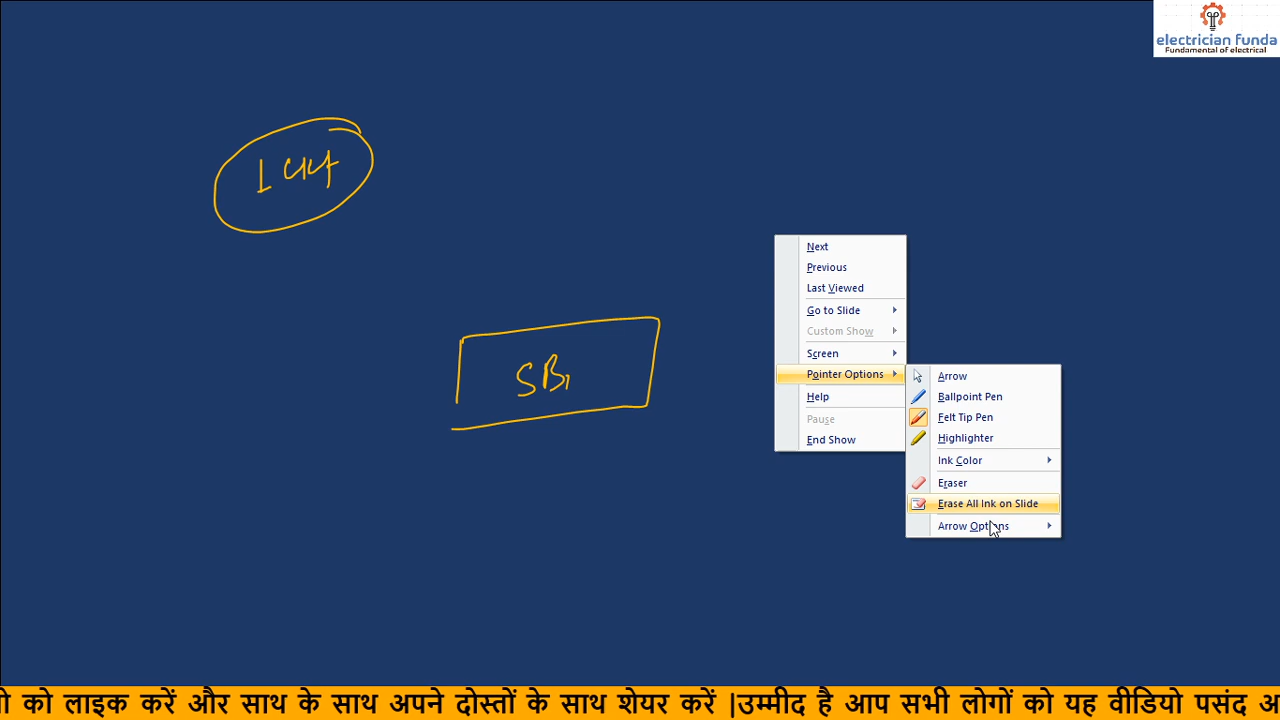 electrician funda
Fundamental of electrical
Next
Previous
Last Viewed
Go to Slide
Custom Show
Screen
Pointer Options
Help
Pause
End Show
Arrow
Ballpoint Pen
Felt Tip Pen
Highlighter
Ink Color
Eraser
Erase All Ink on Slide
Arrow Options
को लाइक करें और साथ के साथ अपने दोस्तों के साथ शेयर करें |उम्मीद है आप सभी लोगों को यह वीडियो पसंद